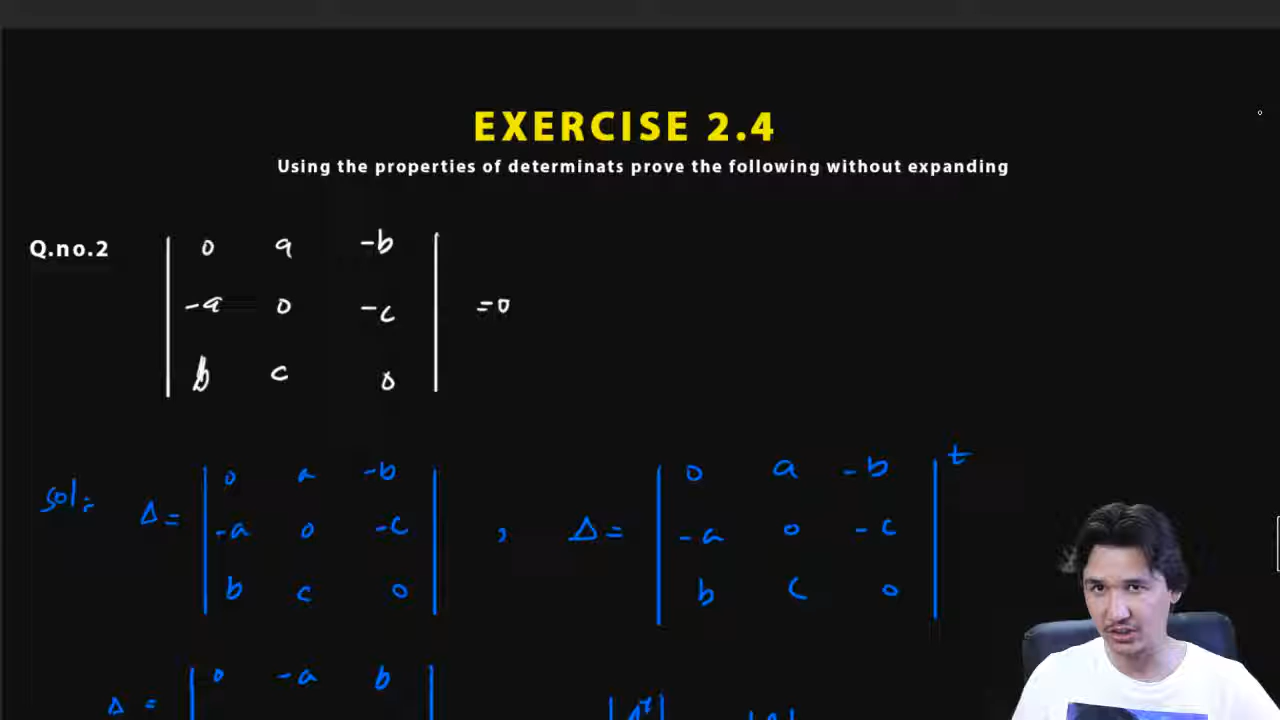 EXERCISE 2.4
Using the properties of determinats prove the following without expanding
Q.no.2
0 a -b
-a 0 -c = 0
b c 0
sol:
Δ = 0 a -b
-a 0 -c
b c 0
, Δ = 0 a -b t
-a 0 -c
b c 0
Δ = 0 -a b